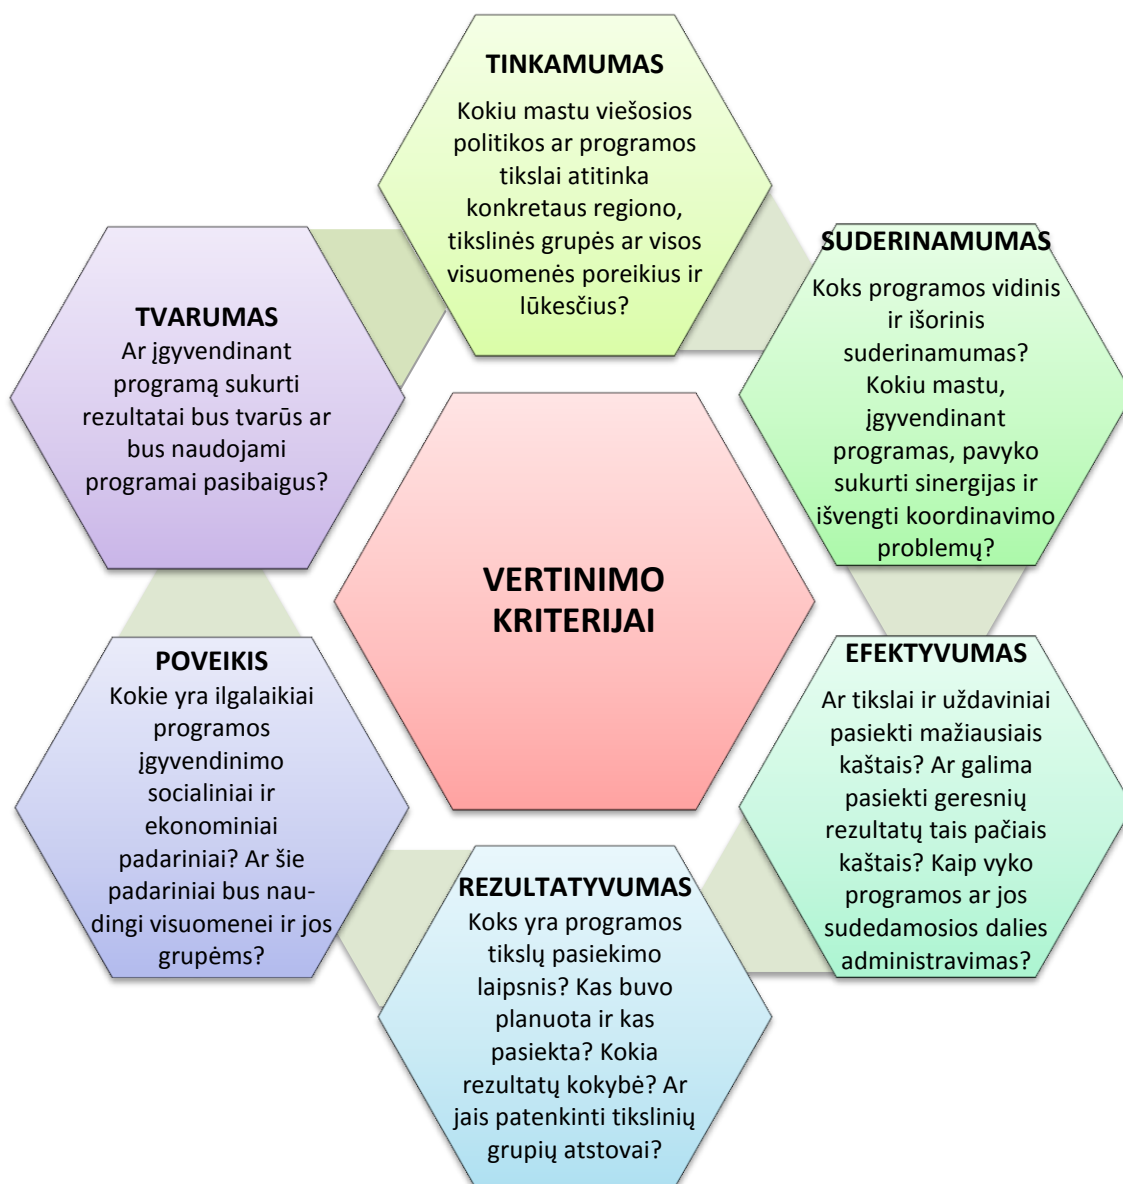 TINKAMUMAS
Kokiu mastu viešosios
politikos ar programos
tikslai atitinka
konkretaus regiono,
tikslinės grupės ar visos
visuomenės poreikius ir
lūkesčius?
SUDERINAMUMAS
Koks programos vidinis
ir išorinis
suderinamumas?
Kokiu mastu,
įgyvendinant
programas, pavyko
sukurti sinergijas ir
išvengti koordinavimo
problemų?
EFEKTYVUMAS
Ar tikslai ir uždaviniai
pasiekti mažiausiais
kaštais? Ar galima
pasiekti geresnių
rezultatų tais pačiais
kaštais? Kaip vyko
programos ar jos
sudedamosios dalies
administravimas?
REZULTATYVUMAS
Koks yra programos
tikslų pasiekimo
laipsnis? Kas buvo
planuota ir kas
pasiekta? Kokia
rezultatų kokybė? Ar
jais patenkinti tikslinių
grupių atstovai?
POVEIKIS
Kokie yra ilgalaikiai
programos
įgyvendinimo
socialiniai ir
ekonominiai
padariniai? Ar šie
padariniai bus nau-
dingi visuomenei ir jos
grupėms?
TVARUMAS
Ar įgyvendinant
programą sukurti
rezultatai bus tvarūs ar
bus naudojami
programai pasibaigus?
VERTINIMO
KRITERIJAI